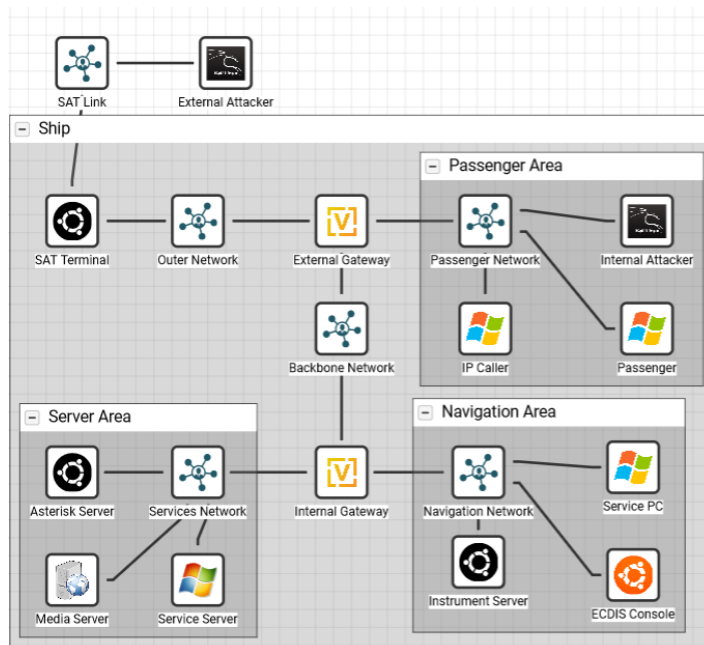 SAT Link
External Attacker
Ship
Passenger Area
SAT Terminal
Outer Network
External Gateway
Passenger Network
Internal Attacker
Backbone Network
IP Caller
Passenger
Server Area
Navigation Area
Asterisk Server
Services Network
Internal Gateway
Navigation Network
Service PC
Media Server
Service Server
Instrument Server
ECDIS Console